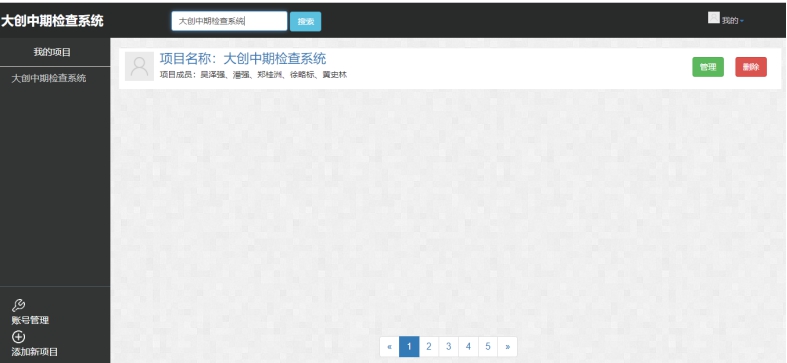 大创中期检查系统
大创中期检查系统
搜索
我的
我的项目
大创中期检查系统
项目名称：大创中期检查系统
项目成员：吴泽强、潘强、郑桂洲、徐皓标、冀史林
管理
删除
账号管理
添加新项目
« 1 2 3 4 5 »